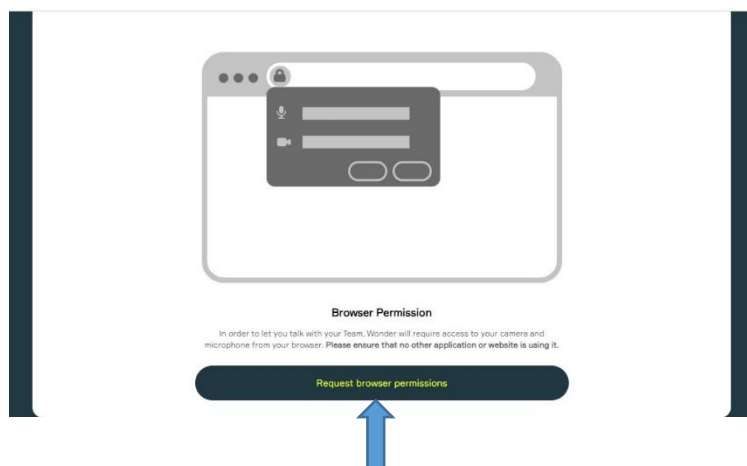 Browser Permission
In order to let you talk with your Team, Wonder will require access to your camera and
microphone from your browser. Please ensure that no other application or website is using it.
Request browser permissions